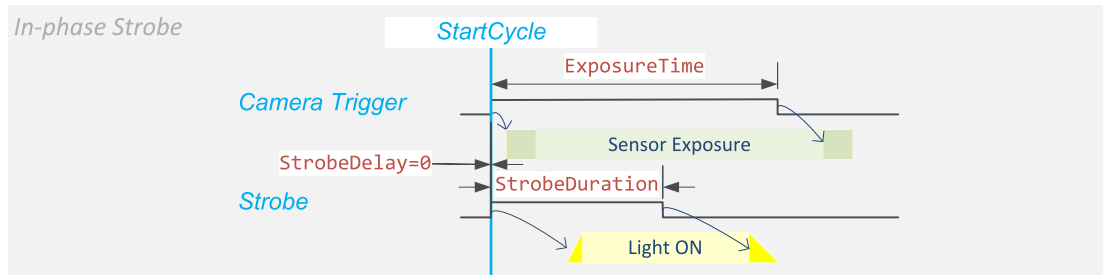 In-phase Strobe
StartCycle
ExposureTime
Camera Trigger
Sensor Exposure
StrobeDelay=0
StrobeDuration
Strobe
Light ON